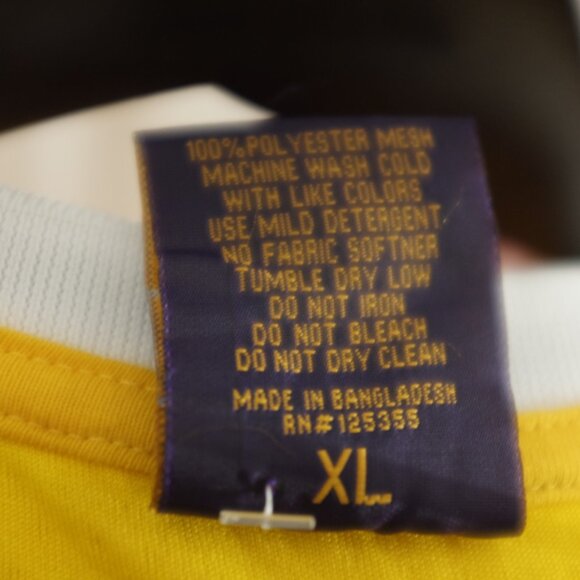 100% POLYESTER MESH
MACHINE WASH COLD
WITH LIKE COLORS
USE MILD DETERGENT
NO FABRIC SOFTNER
TUMBLE DRY LOW
DO NOT IRON
DO NOT BLEACH
DO NOT DRY CLEAN
MADE IN BANGLADESH
RN#125355
XL